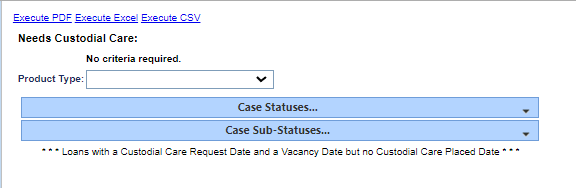 Execute PDF Execute Excel Execute CSV
Needs Custodial Care:
No criteria required.
Product Type:
Case Statuses...
Case Sub-Statuses...
* * * Loans with a Custodial Care Request Date and a Vacancy Date but no Custodial Care Placed Date * * *